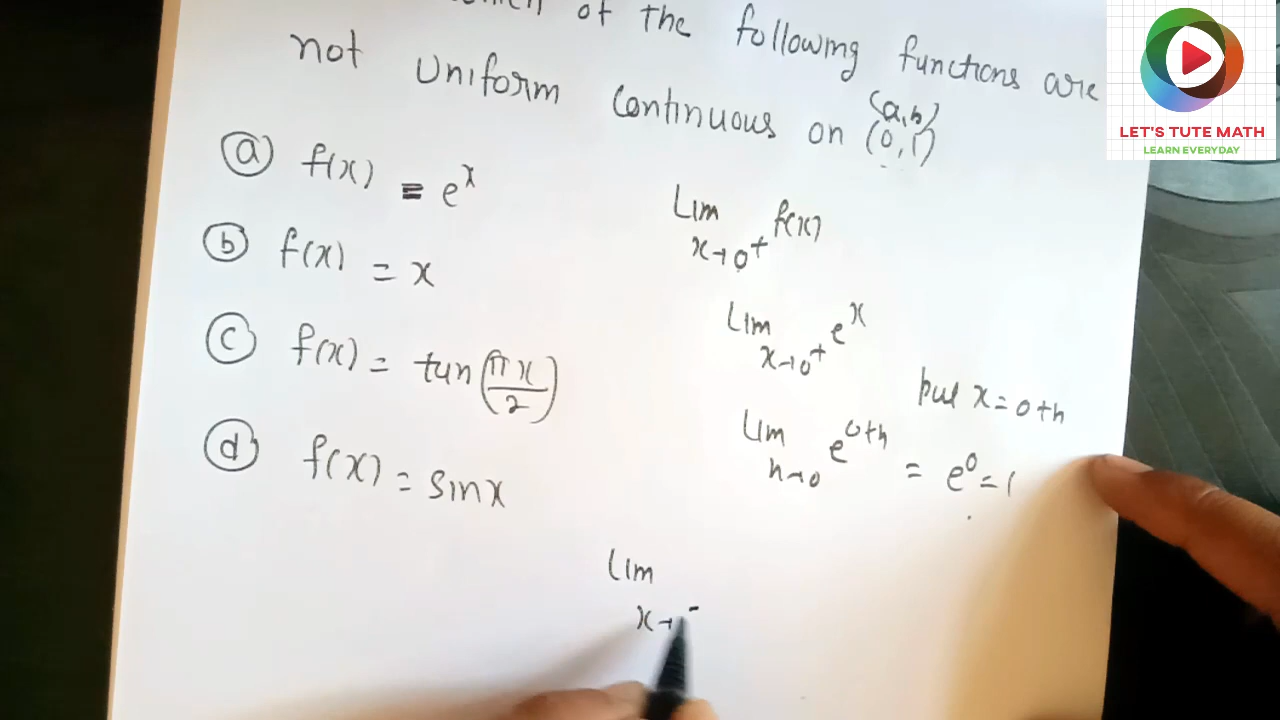 of the following functions are
not uniform continuous on (0,1)
(a,b)
(a) f(x) = e^x
(b) f(x) = x
(c) f(x) = tan(πx/2)
(d) f(x) = sinx
Lim x→0+ f(x)
Lim x→0+ e^x
put x=0+h
Lim h→0 e^0+h = e^0=1
Lim
x→
LET'S TUTE MATH
LEARN EVERYDAY